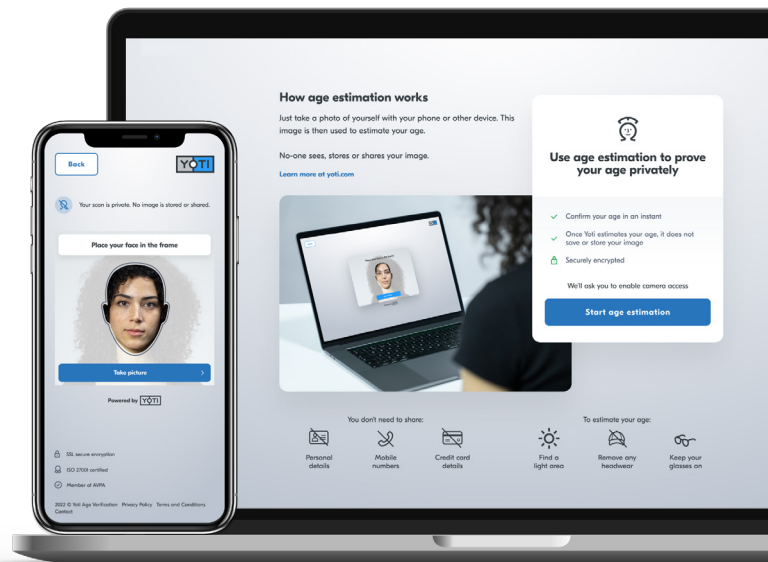 Back
YOTI
Your scan is private. No image is stored or shared.
Place your face in the frame
Take picture
Powered by YOTI
SSL secure encryption
ISO 27001 certified
Member of AVPA
2022 © Yoti Age Verification Privacy Policy Terms and Conditions
Contact
How age estimation works
Just take a photo of yourself with your phone or other device. This
image is then used to estimate your age.
No-one sees, stores or shares your image.
Learn more at yoti.com
Use age estimation to prove
your age privately
Confirm your age in an instant
Once Yoti estimates your age, it does not
save or store your image
Securely encrypted
We'll ask you to enable camera access
Start age estimation
You don't need to share:
Personal
details
Mobile
numbers
Credit card
details
To estimate your age:
Find a
light area
Remove any
headwear
Keep your
glasses on